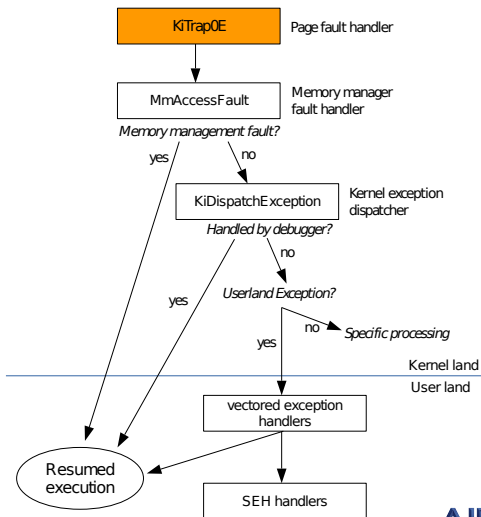 KiTrap0E
Page fault handler
MmAccessFault
Memory manager
fault handler
Memory management fault?
yes
no
KiDispatchException
Kernel exception
dispatcher
Handled by debugger?
no
yes
Userland Exception?
no
Specific processing
yes
Kernel land
User land
vectored exception
handlers
Resumed
execution
SEH handlers